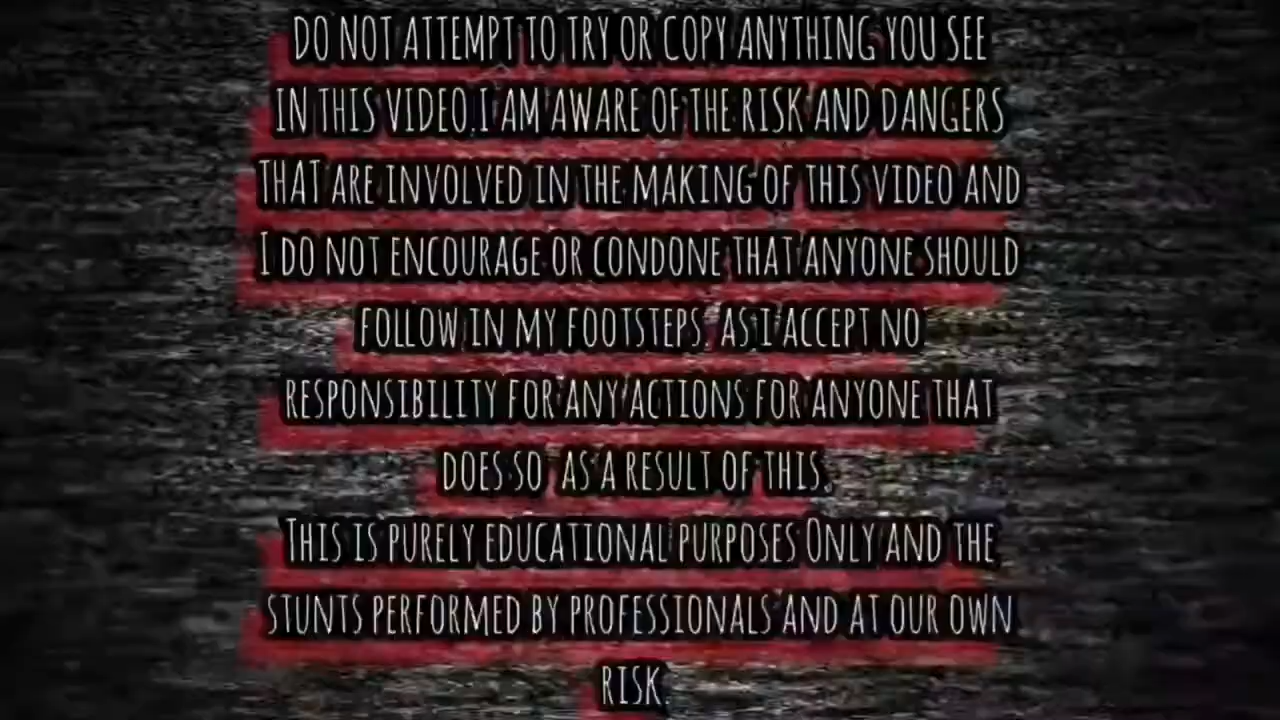 DO NOT ATTEMPT TO TRY OR COPY ANYTHING YOU SEE
IN THIS VIDEO.I AM AWARE OF THE RISK AND DANGERS
THAT ARE INVOLVED IN THE MAKING OF THIS VIDEO AND
I DO NOT ENCOURAGE OR CONDONE THAT ANYONE SHOULD
FOLLOW IN MY FOOTSTEPS. AS I ACCEPT NO
RESPONSIBILITY FOR ANY ACTIONS FOR ANYONE THAT
DOES SO AS A RESULT OF THIS.
THIS IS PURELY EDUCATIONAL PURPOSES ONLY AND THE
STUNTS PERFORMED BY PROFESSIONALS AND AT OUR OWN
RISK.